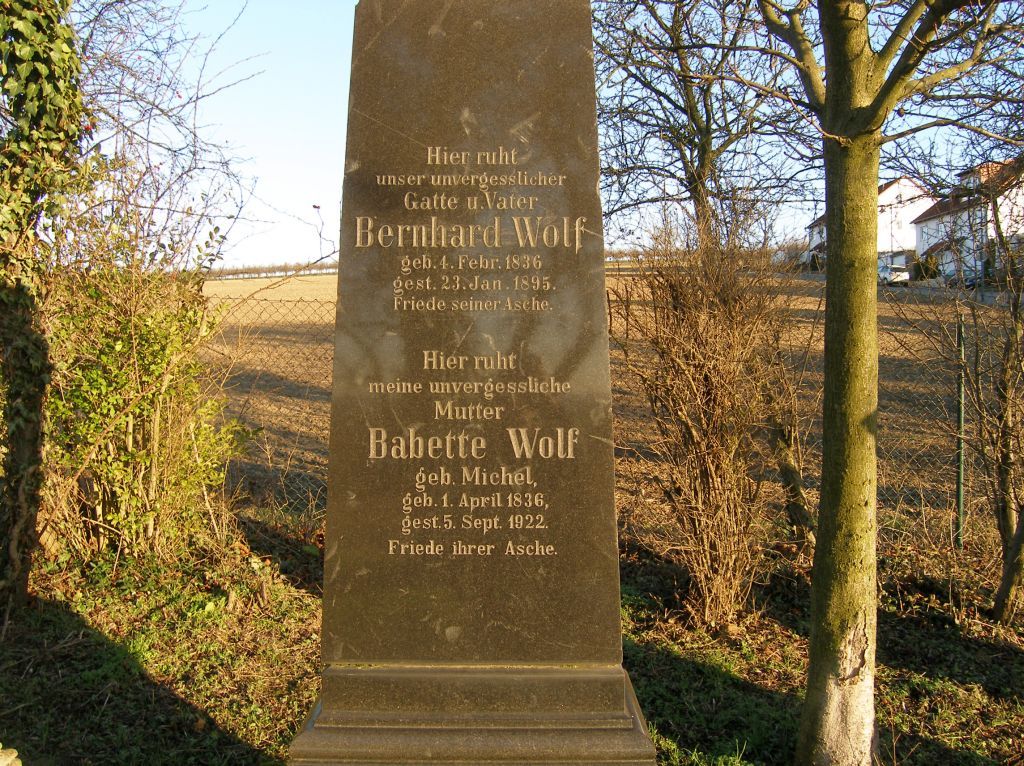 Hier ruht
unser unvergesslicher
Gatte u. Vater
Bernhard Wolf
geb. 4. Febr. 1836
gest. 23. Jan. 1895.
Friede seiner Asche.
Hier ruht
meine unvergessliche
Mutter
Babette Wolf
geb. Michel,
geb. 1. April 1836,
gest. 5. Sept. 1922.
Friede ihrer Asche.